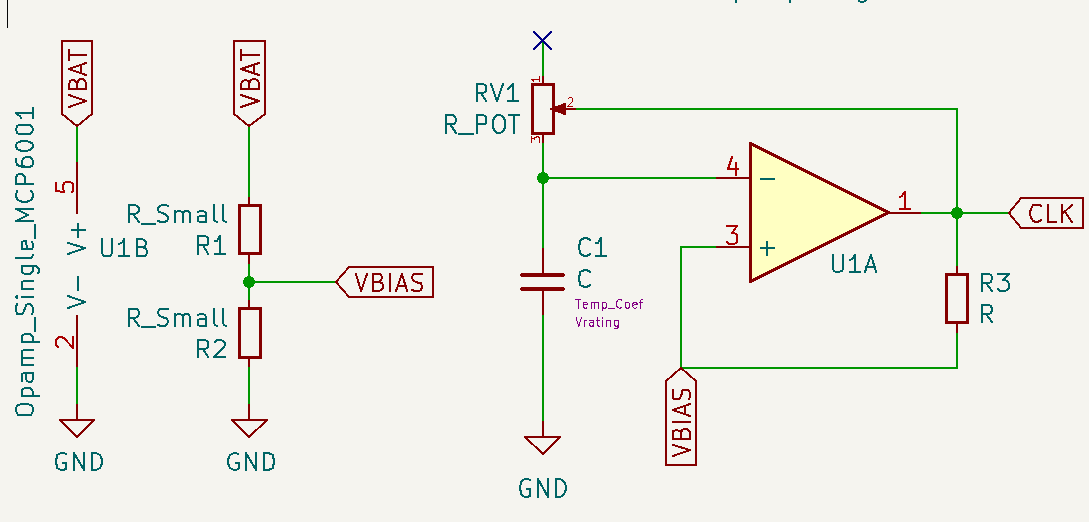 VBAT
VBAT
Opamp_Single_MCP6001
5
V+
U1B
V-
2
GND
R_Small
R1
VBIAS
R_Small
R2
GND
RV1
R_POT
1
2
3
C1
C
Temp_Coef
Vrating
GND
4
-
3
+
1
U1A
CLK
R3
R
VBIAS